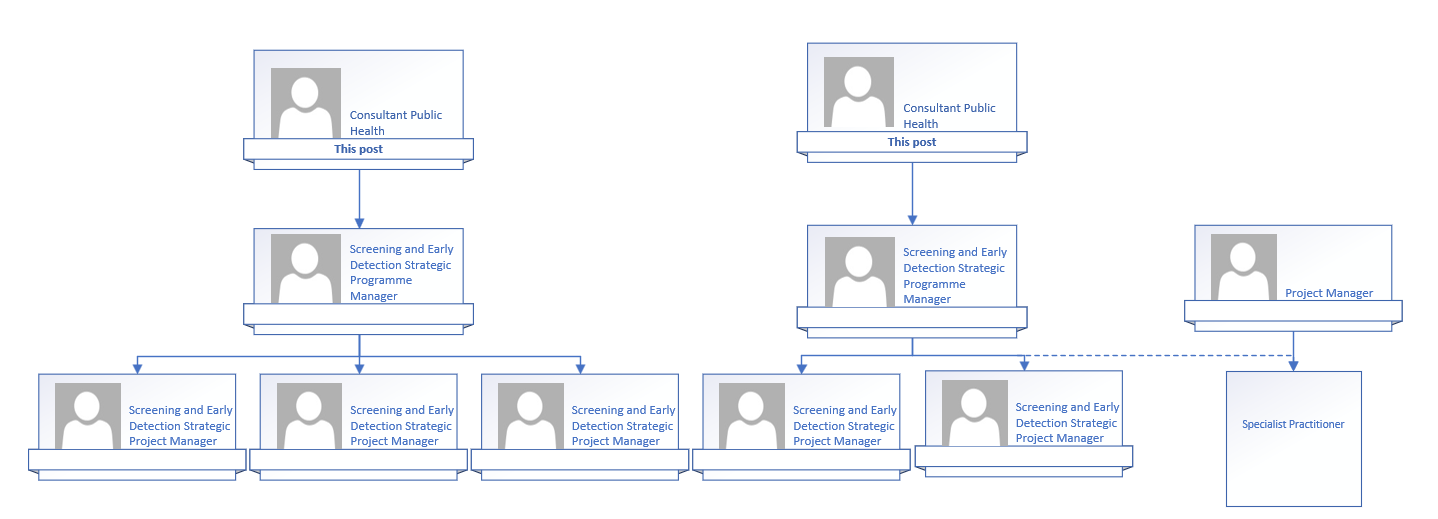 Consultant Public
Health
This post
Consultant Public
Health
This post
Screening and Early
Detection Strategic
Programme
Manager
Screening and Early
Detection Strategic
Programme
Manager
Project Manager
Screening and Early
Detection Strategic
Project Manager
Screening and Early
Detection Strategic
Project Manager
Screening and Early
Detection Strategic
Project Manager
Screening and Early
Detection Strategic
Project Manager
Screening and Early
Detection Strategic
Project Manager
Specialist Practitioner